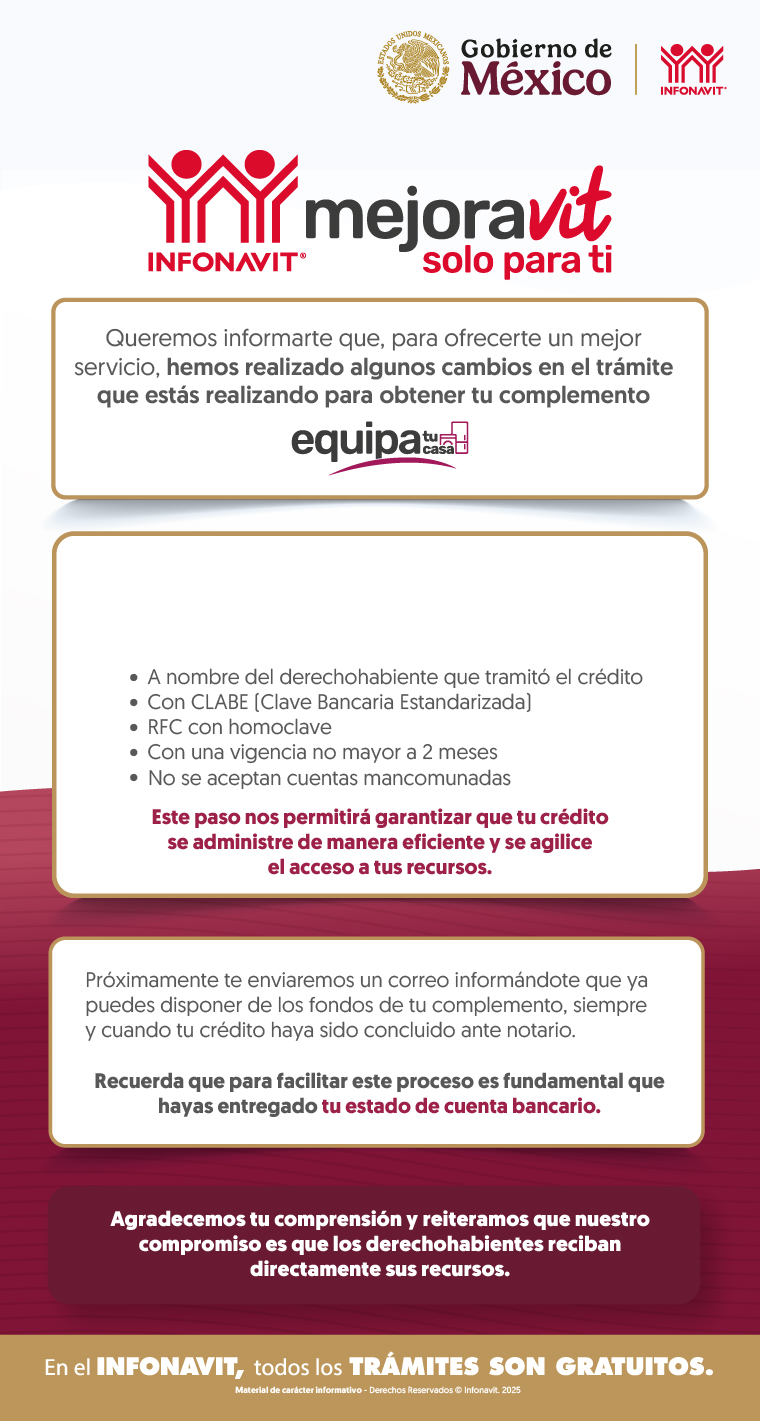 ESTADOS UNIDOS MEXICANOS
Gobierno de
México
INFONAVIT®
INFONAVIT®
mejoravit
solo para ti
Queremos informarte que, para ofrecerte un mejor
servicio, hemos realizado algunos cambios en el trámite
que estás realizando para obtener tu complemento
equipa tu casa
• A nombre del derechohabiente que tramitó el crédito
• Con CLABE (Clave Bancaria Estandarizada)
• RFC con homoclave
• Con una vigencia no mayor a 2 meses
• No se aceptan cuentas mancomunadas
Este paso nos permitirá garantizar que tu crédito
se administre de manera eficiente y se agilice
el acceso a tus recursos.
Próximamente te enviaremos un correo informándote que ya
puedes disponer de los fondos de tu complemento, siempre
y cuando tu crédito haya sido concluido ante notario.
Recuerda que para facilitar este proceso es fundamental que
hayas entregado tu estado de cuenta bancario.
Agradecemos tu comprensión y reiteramos que nuestro
compromiso es que los derechohabientes reciban
directamente sus recursos.
En el INFONAVIT, todos los TRÁMITES SON GRATUITOS.
Material de carácter informativo - Derechos Reservados © Infonavit. 2025